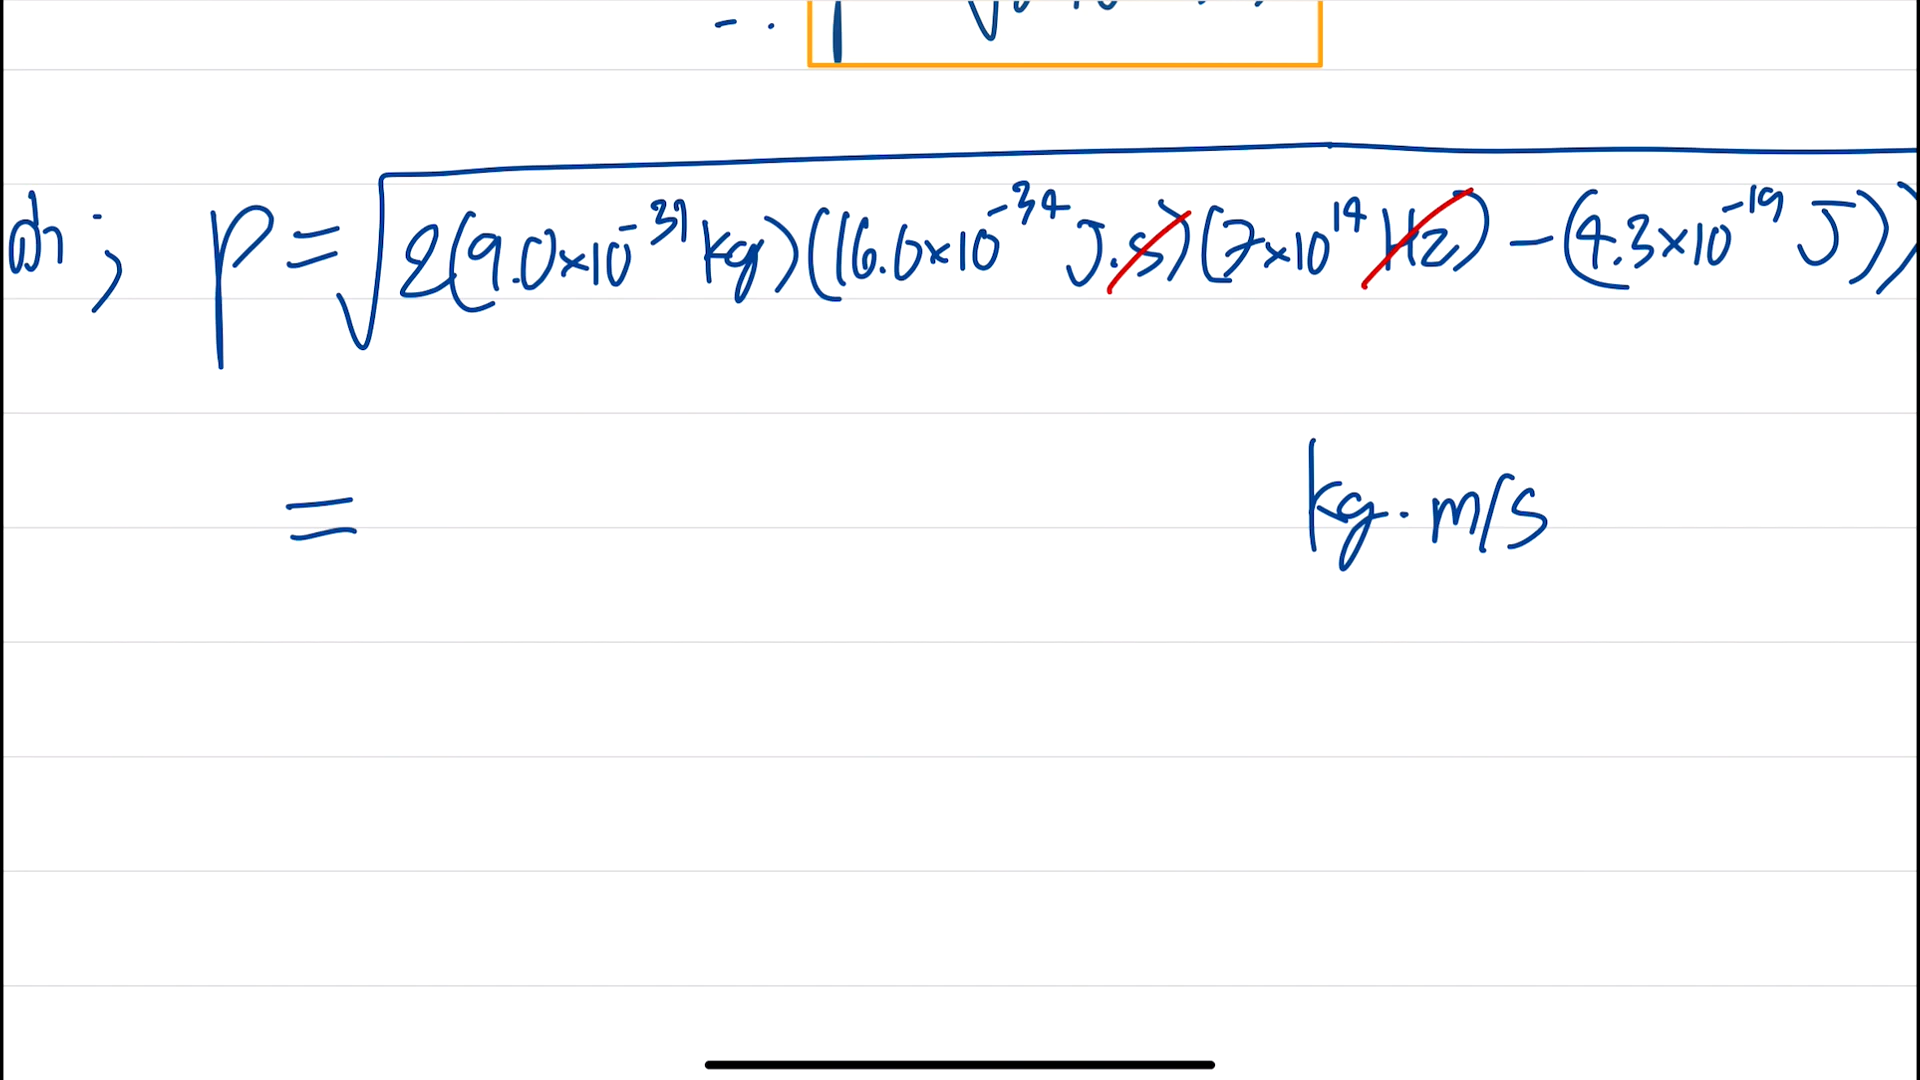 p = √2(9.0×10⁻³¹ kg)((6.6×10⁻³⁴ J.s)(7×10¹⁴ Hz) - (4.3×10⁻¹⁹ J))
= kg. m/s